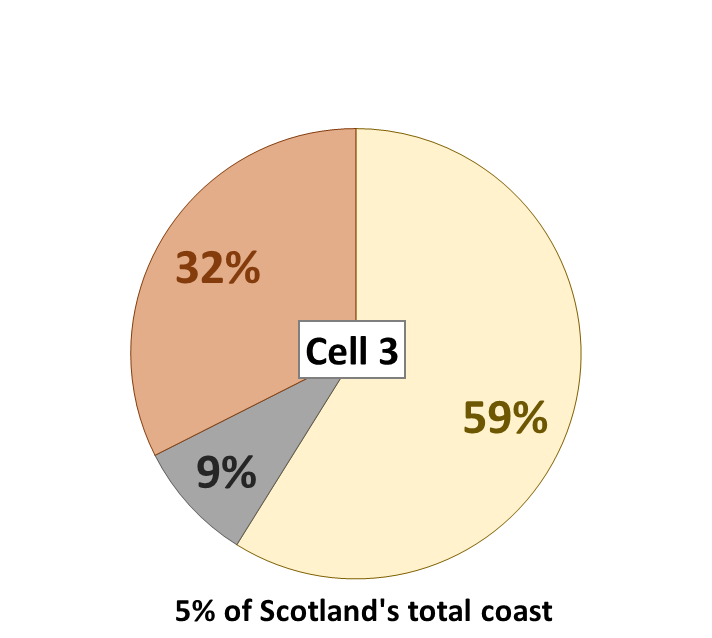 32%
Cell 3
59%
9%
5% of Scotland's total coast